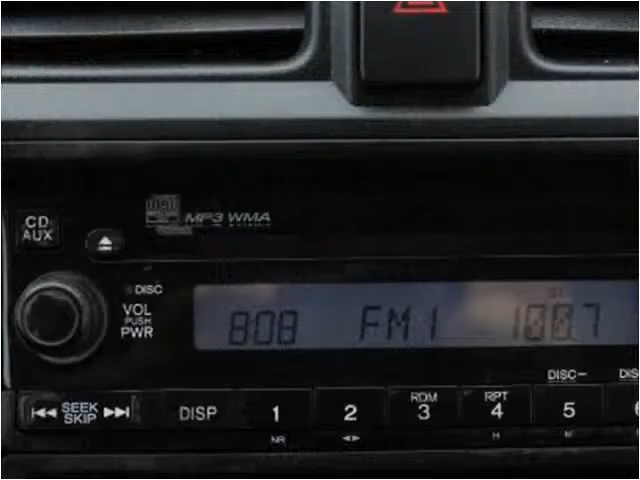 MP3 WMA
CD
AUX
DISC
VOL
PUSH
PWR
8:08 FM1 100.7
DISC–
SEEK
SKIP
DISP
1
2
RDM
3
RPT
4
5
NR